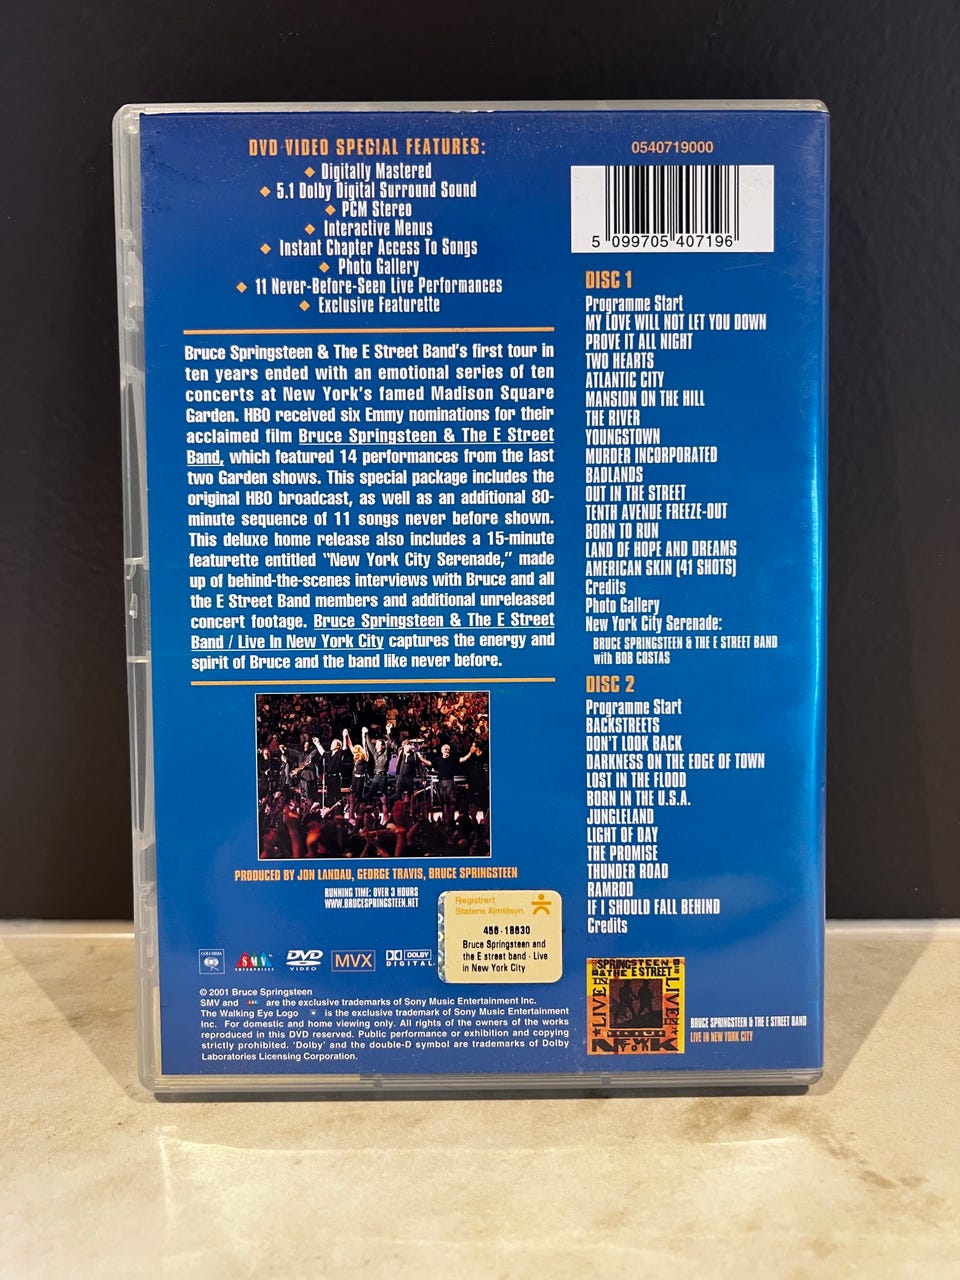 DVD VIDEO SPECIAL FEATURES:
Digitally Mastered
5.1 Dolby Digital Surround Sound
PCM Stereo
Interactive Menus
Instant Chapter Access To Songs
Photo Gallery
11 Never-Before-Seen Live Performances
Exclusive Featurette
Bruce Springsteen & The E Street Band's first tour in
ten years ended with an emotional series of ten
concerts at New York's famed Madison Square
Garden. HBO received six Emmy nominations for their
acclaimed film Bruce Springsteen & The E Street
Band, which featured 14 performances from the last
two Garden shows. This special package includes the
original HBO broadcast, as well as an additional 80-
minute sequence of 11 songs never before shown.
This deluxe home release also includes a 15-minute
featurette entitled "New York City Serenade," made
up of behind-the-scenes interviews with Bruce and all
the E Street Band members and additional unreleased
concert footage. Bruce Springsteen & The E Street
Band / Live In New York City captures the energy and
spirit of Bruce and the band like never before.
PRODUCED BY JON LANDAU, GEORGE TRAVIS, BRUCE SPRINGSTEEN
RUNNING TIME: OVER 3 HOURS
WWW.BRUCESPRINGSTEEN.NET
Registrert
Statens filmtilsyn
456-18630
Bruce Springsteen and
the E street band - Live
in New York City
COLUMBIA
SMV
ENTERPRISES
DVD
VIDEO
MVX
DOLBY
DIGITAL
© 2001 Bruce Springsteen
SMV and SMV are the exclusive trademarks of Sony Music Entertainment Inc.
The Walking Eye Logo is the exclusive trademark of Sony Music Entertainment
Inc. For domestic and home viewing only. All rights of the owners of the works
reproduced in this DVD reserved. Public performance or exhibition and copying
strictly prohibited. 'Dolby' and the double-D symbol are trademarks of Dolby
Laboratories Licensing Corporation.
0540719000
5 099705 407196
DISC 1
Programme Start
MY LOVE WILL NOT LET YOU DOWN
PROVE IT ALL NIGHT
TWO HEARTS
ATLANTIC CITY
MANSION ON THE HILL
THE RIVER
YOUNGSTOWN
MURDER INCORPORATED
BADLANDS
OUT IN THE STREET
TENTH AVENUE FREEZE-OUT
BORN TO RUN
LAND OF HOPE AND DREAMS
AMERICAN SKIN (41 SHOTS)
Credits
Photo Gallery
New York City Serenade:
BRUCE SPRINGSTEEN & THE E STREET BAND
with BOB COSTAS
DISC 2
Programme Start
BACKSTREETS
DON'T LOOK BACK
DARKNESS ON THE EDGE OF TOWN
LOST IN THE FLOOD
BORN IN THE U.S.A.
JUNGLELAND
LIGHT OF DAY
THE PROMISE
THUNDER ROAD
RAMROD
IF I SHOULD FALL BEHIND
Credits
SPRINGSTEEN
& THE E STREET
LIVE
LIVE
NEW YORK
BRUCE SPRINGSTEEN & THE E STREET BAND
LIVE IN NEW YORK CITY